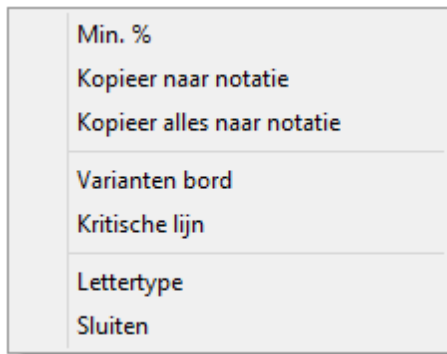 Min. %
Kopieer naar notatie
Kopieer alles naar notatie
Varianten bord
Kritische lijn
Lettertype
Sluiten